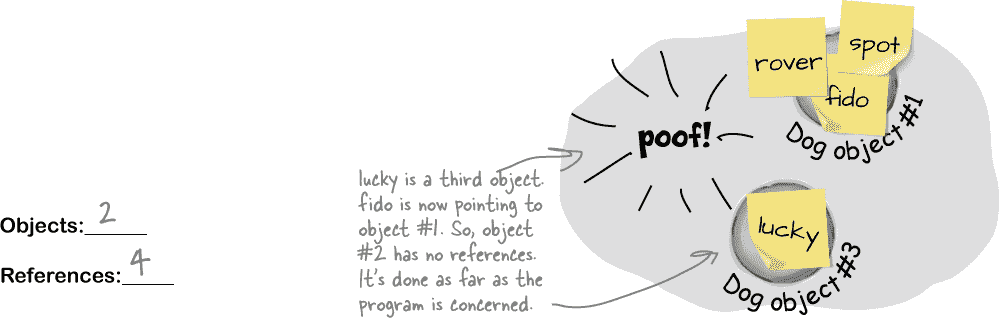 rover
spot
fido
Dog object #1
poof!
lucky is a third object.
fido is now pointing to
object #1. So, object
#2 has no references.
It's done as far as the
program is concerned.
Objects: 2
References: 4
lucky
Dog object #3